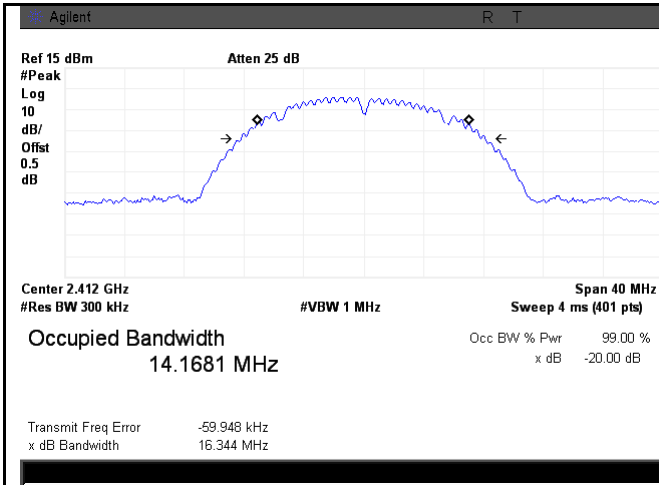 Agilent R T
Ref 15 dBm Atten 25 dB
#Peak
Log
10
dB/
Offst
0.5
dB
Center 2.412 GHz Span 40 MHz
#Res BW 300 kHz #VBW 1 MHz Sweep 4 ms (401 pts)
Occupied Bandwidth Occ BW % Pwr 99.00 %
14.1681 MHz x dB -20.00 dB
Transmit Freq Error -59.948 kHz
x dB Bandwidth 16.344 MHz